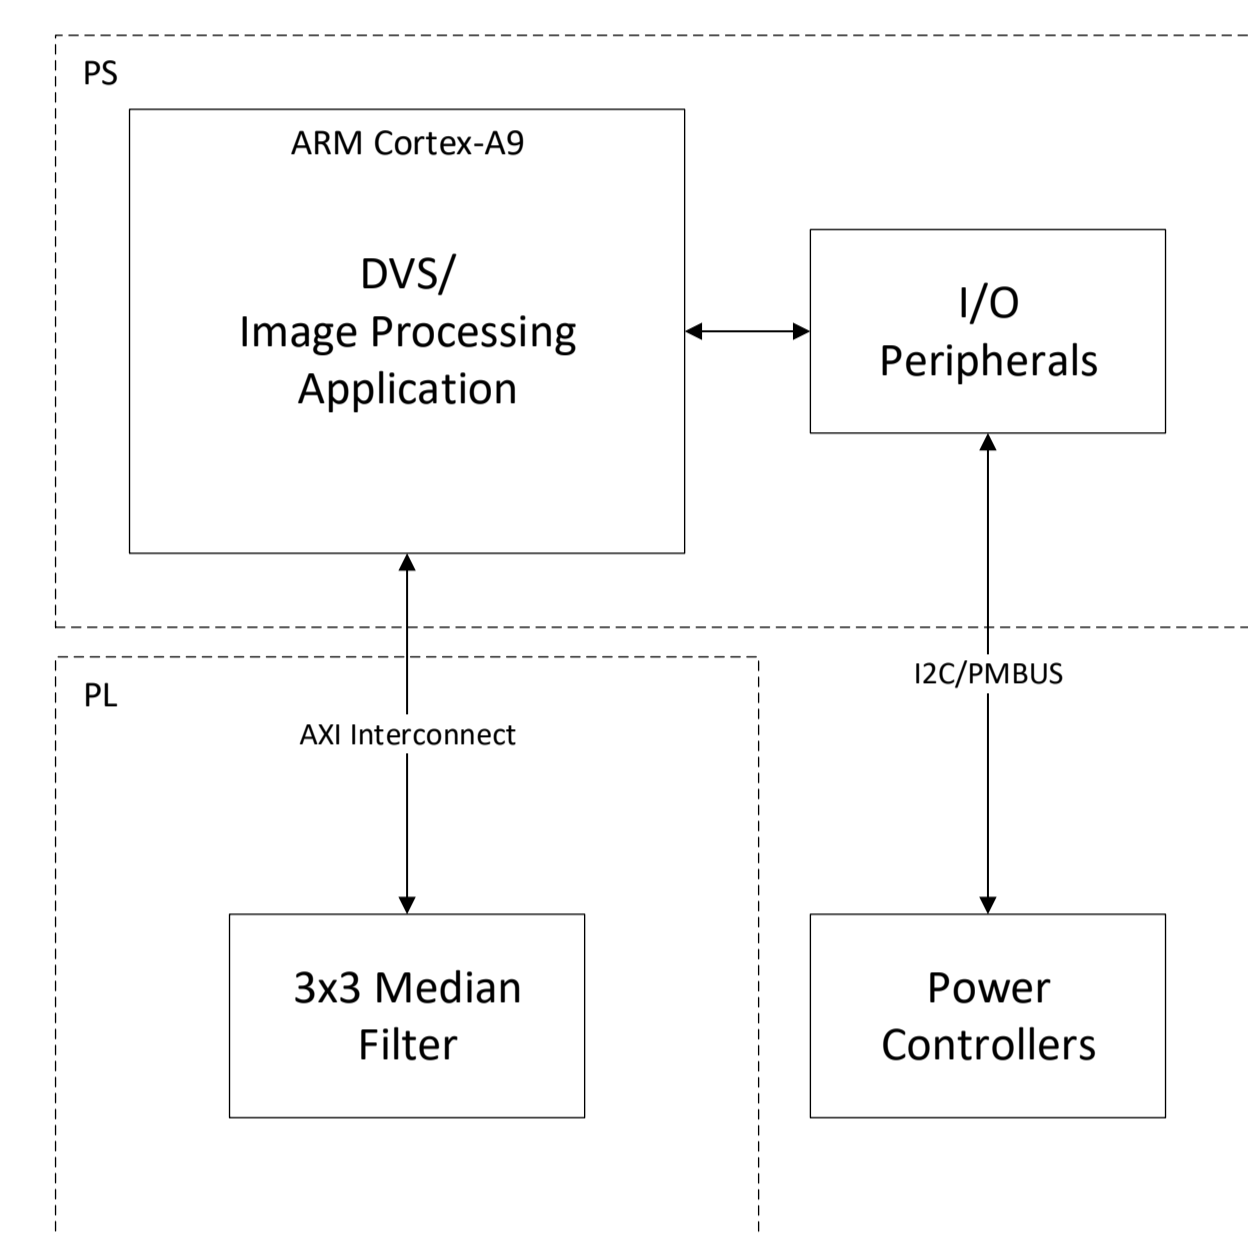 PS
ARM Cortex-A9
DVS/
Image Processing
Application
I/O
Peripherals
I2C/PMBUS
PL
AXI Interconnect
3x3 Median
Filter
Power
Controllers